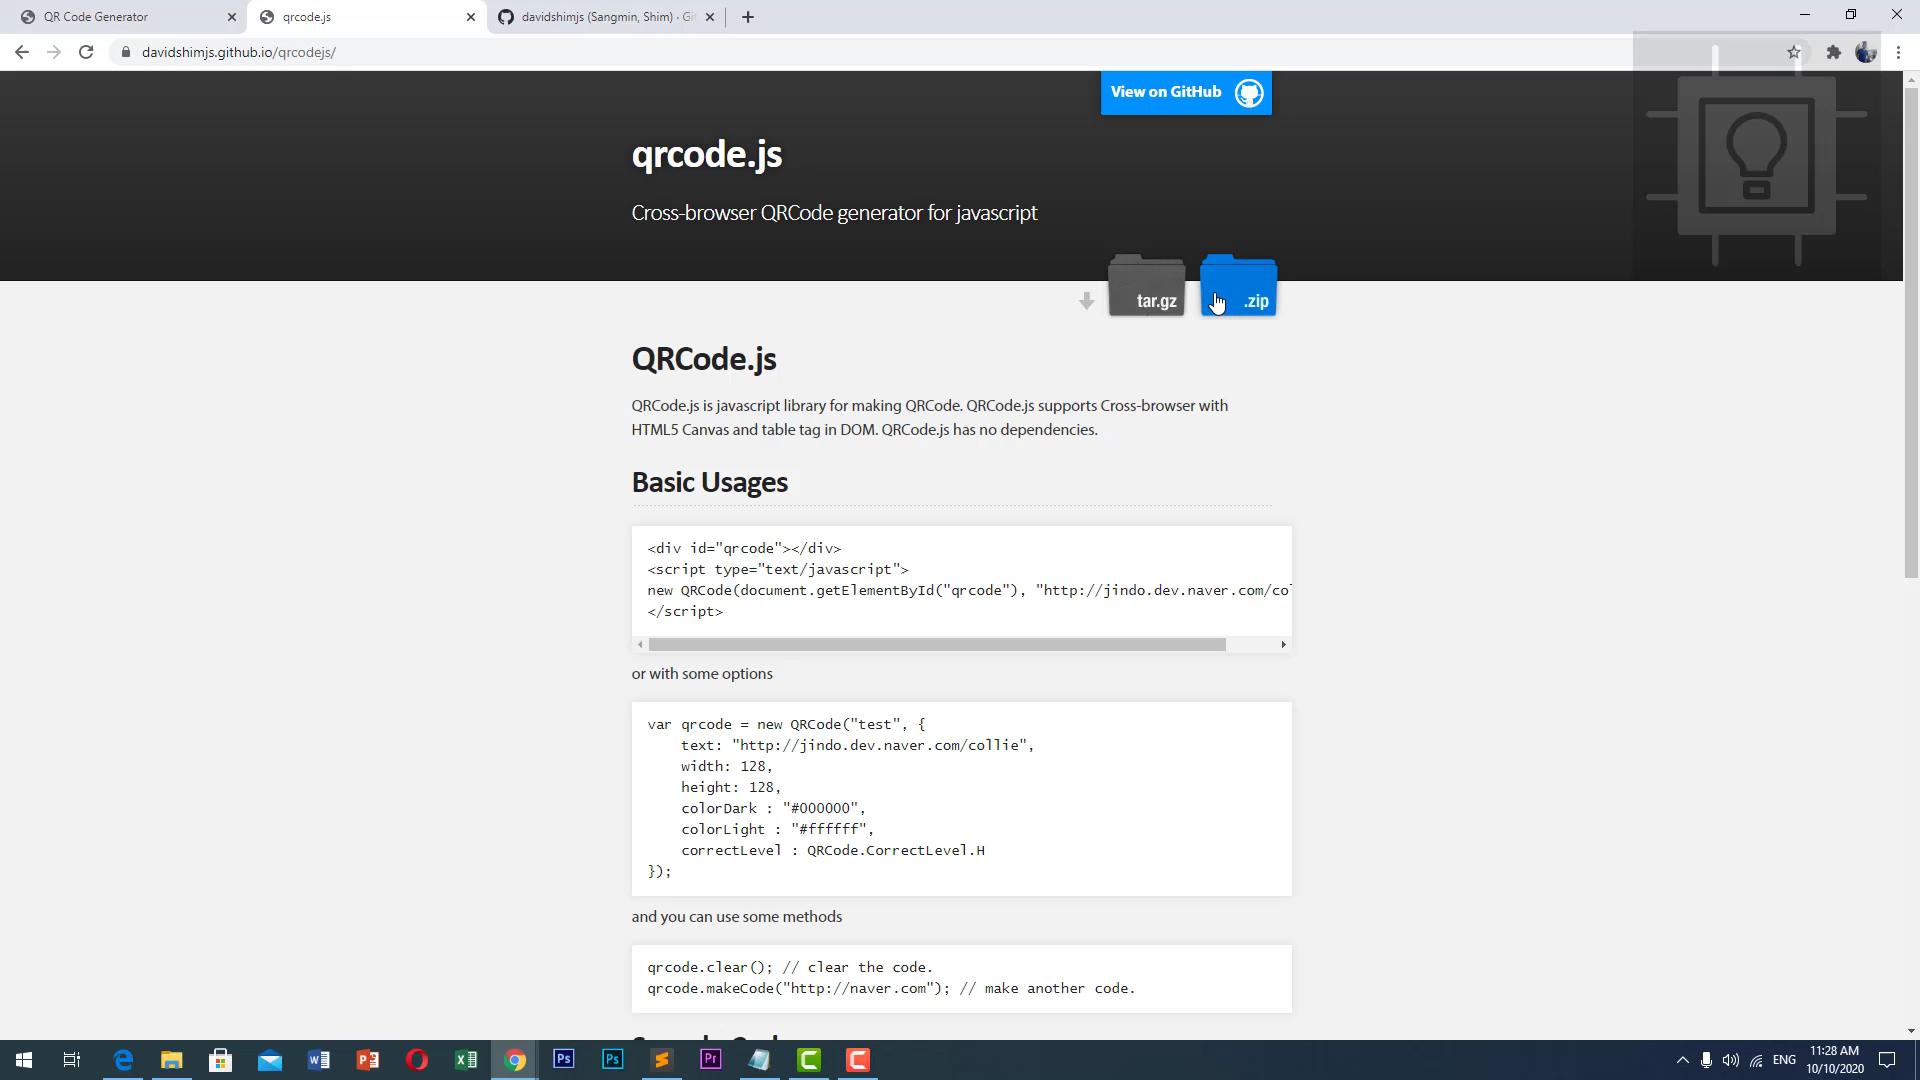 QR Code Generator
qrcode.js
davidshimjs (Sangmin, Shim) · Git
davidshimjs.github.io/qrcodejs/
View on GitHub
qrcode.js
Cross-browser QRCode generator for javascript
tar.gz
.zip
QRCode.js
QRCode.js is javascript library for making QRCode. QRCode.js supports Cross-browser with
HTML5 Canvas and table tag in DOM. QRCode.js has no dependencies.
Basic Usages
<div id="qrcode"></div>
<script type="text/javascript">
new QRCode(document.getElementById("qrcode"), "http://jindo.dev.naver.com/col
</script>
or with some options
var qrcode = new QRCode("test", {
text: "http://jindo.dev.naver.com/collie",
width: 128,
height: 128,
colorDark : "#000000",
colorLight : "#ffffff",
correctLevel : QRCode.CorrectLevel.H
});
and you can use some methods
qrcode.clear(); // clear the code.
qrcode.makeCode("http://naver.com"); // make another code.
Ps
Ps
Pr
ENG
11:28 AM
10/10/2020